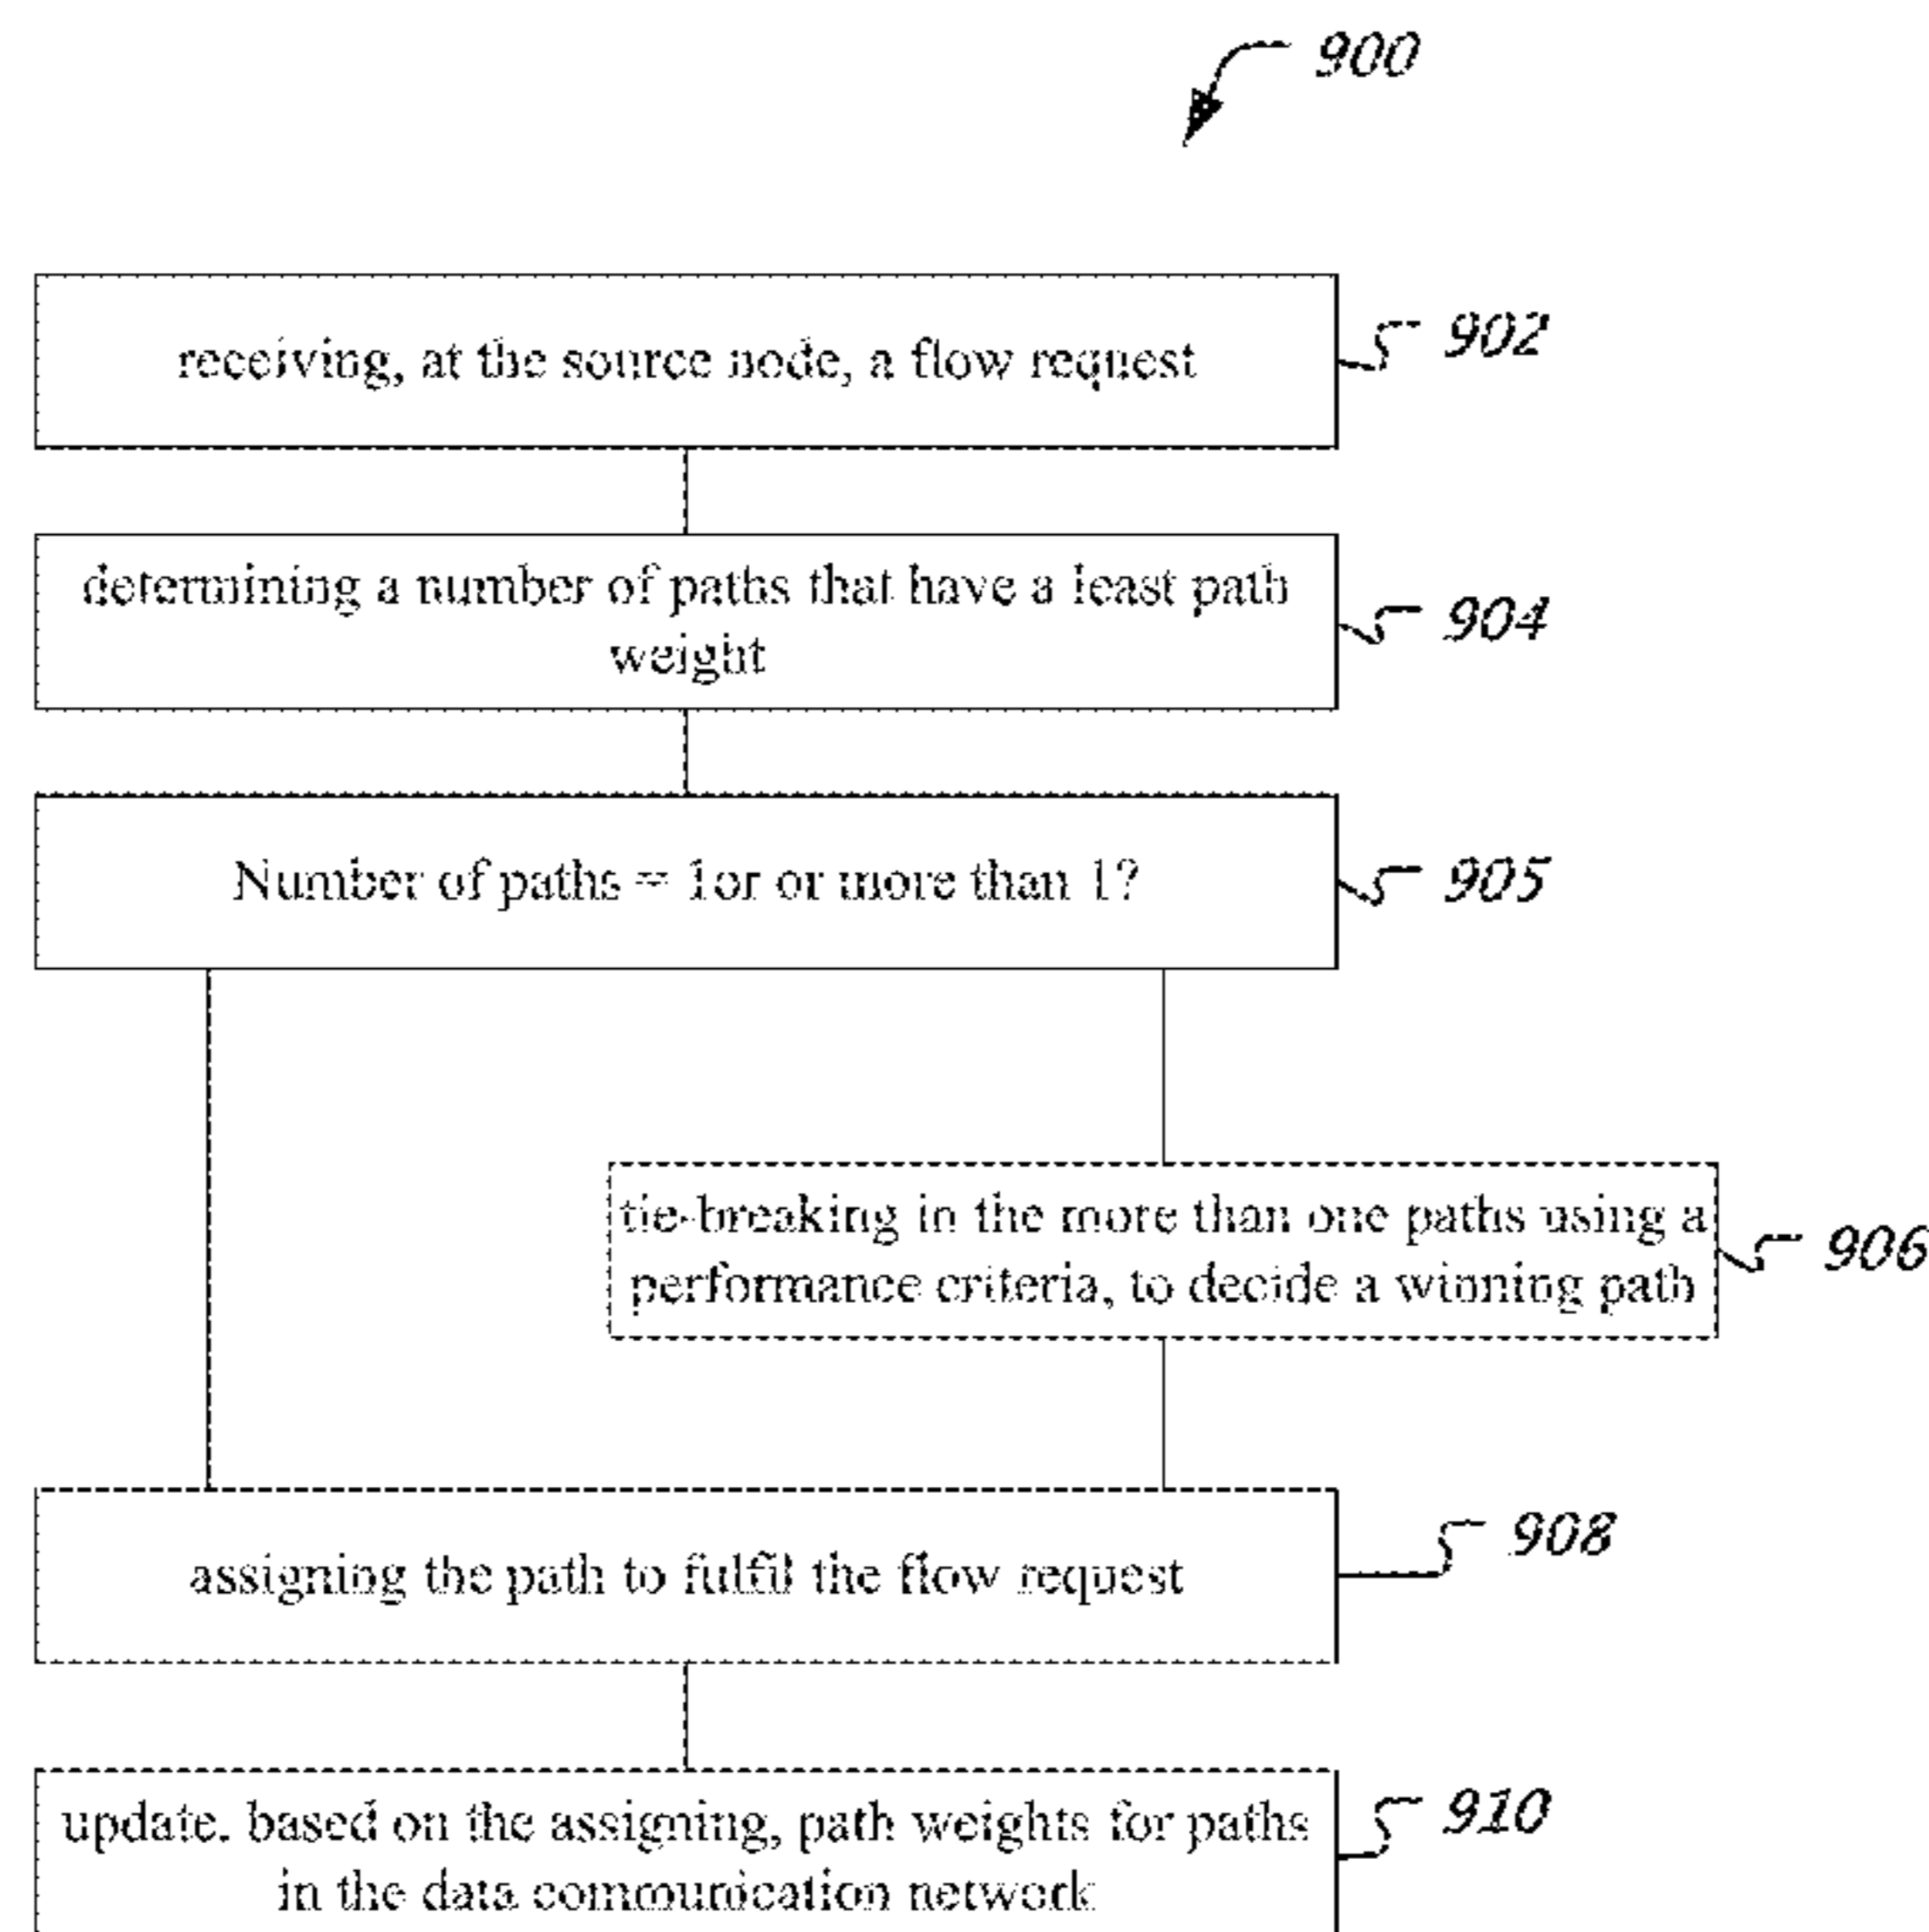 900
receiving, at the source node, a flow request
902
determining a number of paths that have a least path
weight
904
Number of paths = 1or or more than 1?
905
tie-breaking in the more than one paths using a
performance criteria, to decide a winning path
906
assigning the path to fulfil the flow request
908
update. based on the assigning, path weights for paths
in the data communication network
910